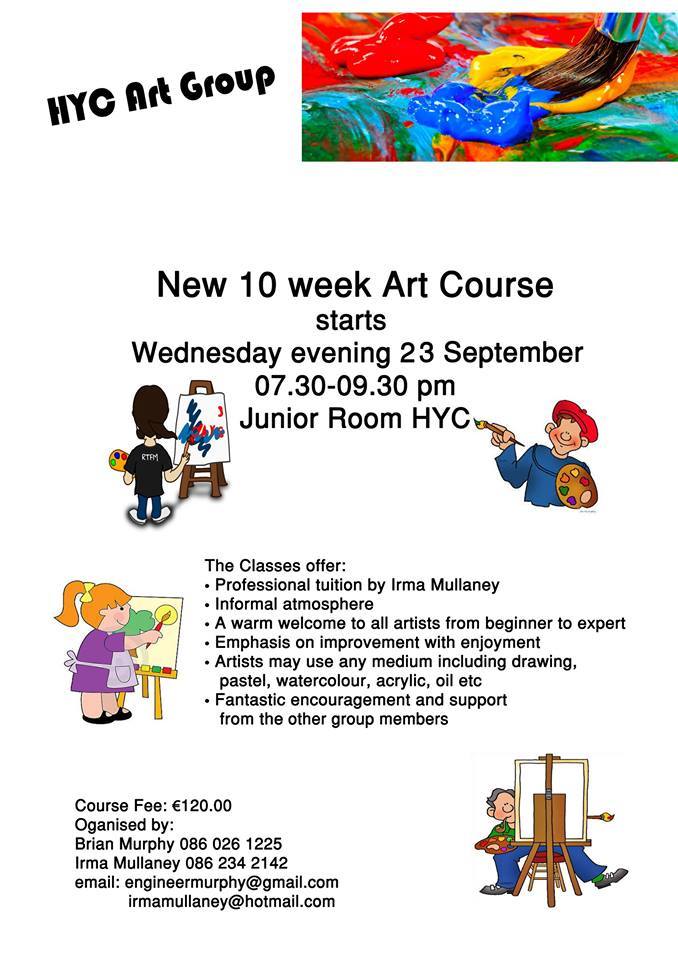 HYC Art Group
New 10 week Art Course
starts
Wednesday evening 23 September
07.30-09.30 pm
Junior Room HYC
RTFM
The Classes offer:
• Professional tuition by Irma Mullaney
• Informal atmosphere
• A warm welcome to all artists from beginner to expert
• Emphasis on improvement with enjoyment
• Artists may use any medium including drawing,
pastel, watercolour, acrylic, oil etc
• Fantastic encouragement and support
from the other group members
Course Fee: €120.00
Oganised by:
Brian Murphy 086 026 1225
Irma Mullaney 086 234 2142
email: engineermurphy@gmail.com
irmamullaney@hotmail.com